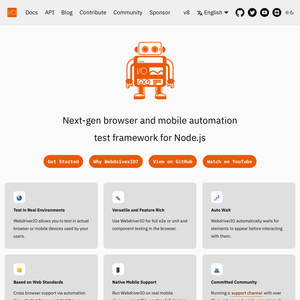 Docs API Blog Contribute Community Sponsor v8 English
Next-gen browser and mobile automation
test framework for Node.js
Get Started Why WebdriverIO? View on GitHub Watch on YouTube
Test in Real Environments
WebdriverIO allows you to test in actual
browser or mobile devices used by your
users.
Versatile and Feature Rich
Use WebdriverIO for full e2e or unit and
component testing in the browser.
Auto Wait
WebdriverIO automatically waits for
elements to appear before interacting
with them.
Based on Web Standards
Cross browser support via automation
Native Mobile Support
Run WebdriverIO on real mobile
Committed Community
Running a support channel with over